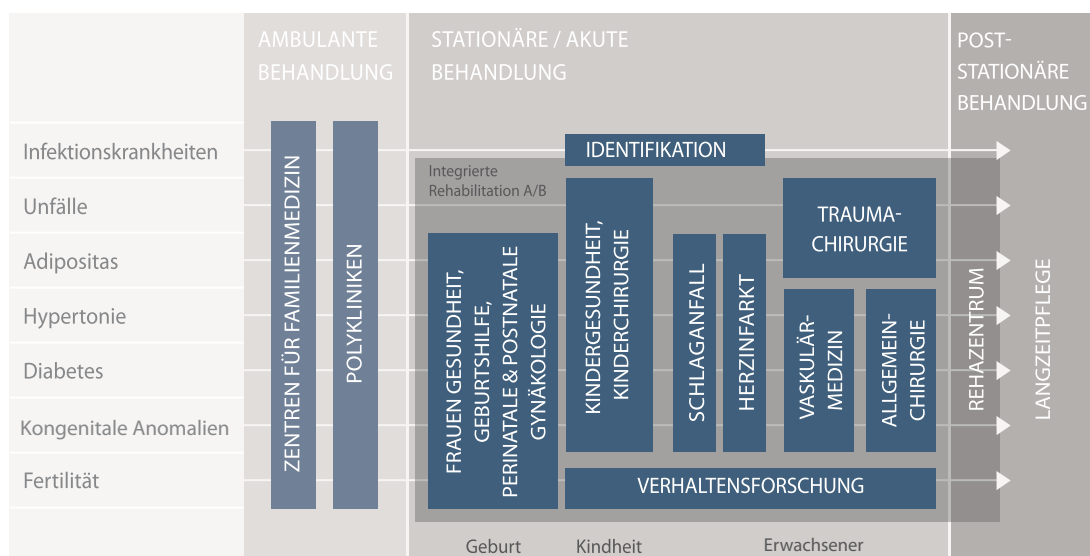 AMBULANTE
BEHANDLUNG
STATIONÄRE / AKUTE
BEHANDLUNG
POST-
STATIONÄRE
BEHANDLUNG
Infektionskrankheiten
Unfälle
Adipositas
Hypertonie
Diabetes
Kongenitale Anomalien
Fertilität
ZENTREN FÜR FAMILIENMEDIZIN
POLYKLINIKEN
Integrierte
Rehabilitation A/B
IDENTIFIKATION
FRAUEN GESUNDHEIT,
GEBURTSHILFE,
PERINATALE & POSTNATALE
GYNÄKOLOGIE
KINDERGESUNDHEIT,
KINDERCHIRURGIE
SCHLAGANFALL
HERZINFARKT
TRAUMA-
CHIRURGIE
VASKULÄR-
MEDIZIN
ALLGEMEIN-
CHIRURGIE
VERHALTENSFORSCHUNG
REHAZENTRUM
LANGZEITPFLEGE
Geburt
Kindheit
Erwachsener